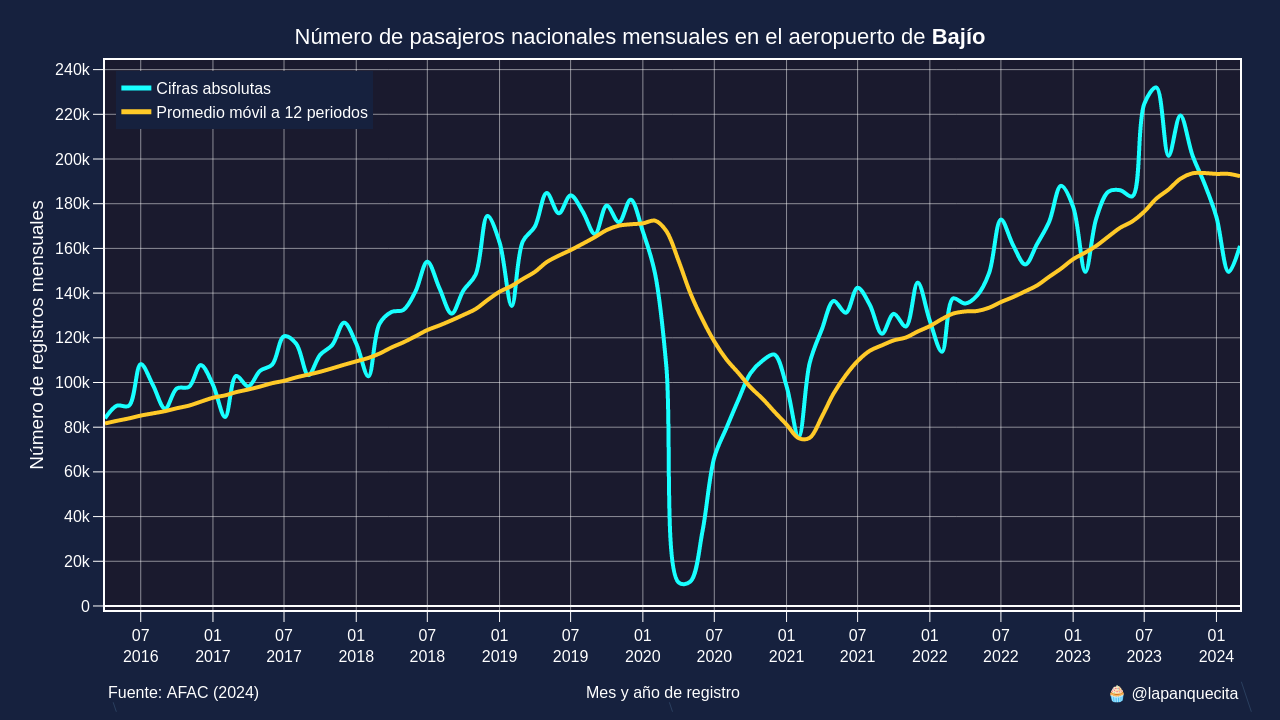 Número de pasajeros nacionales mensuales en el aeropuerto de Bajío
Cifras absolutas
Promedio móvil a 12 periodos
Número de registros mensuales
240k
220k
200k
180k
160k
140k
120k
100k
80k
60k
40k
20k
0
07 01 07 01 07 01 07 01 07 01 07 01 07 01 07 01
2016 2017 2017 2018 2018 2019 2019 2020 2020 2021 2021 2022 2022 2023 2023 2024
Fuente: AFAC (2024) Mes y año de registro 🧁 @lapanquecita